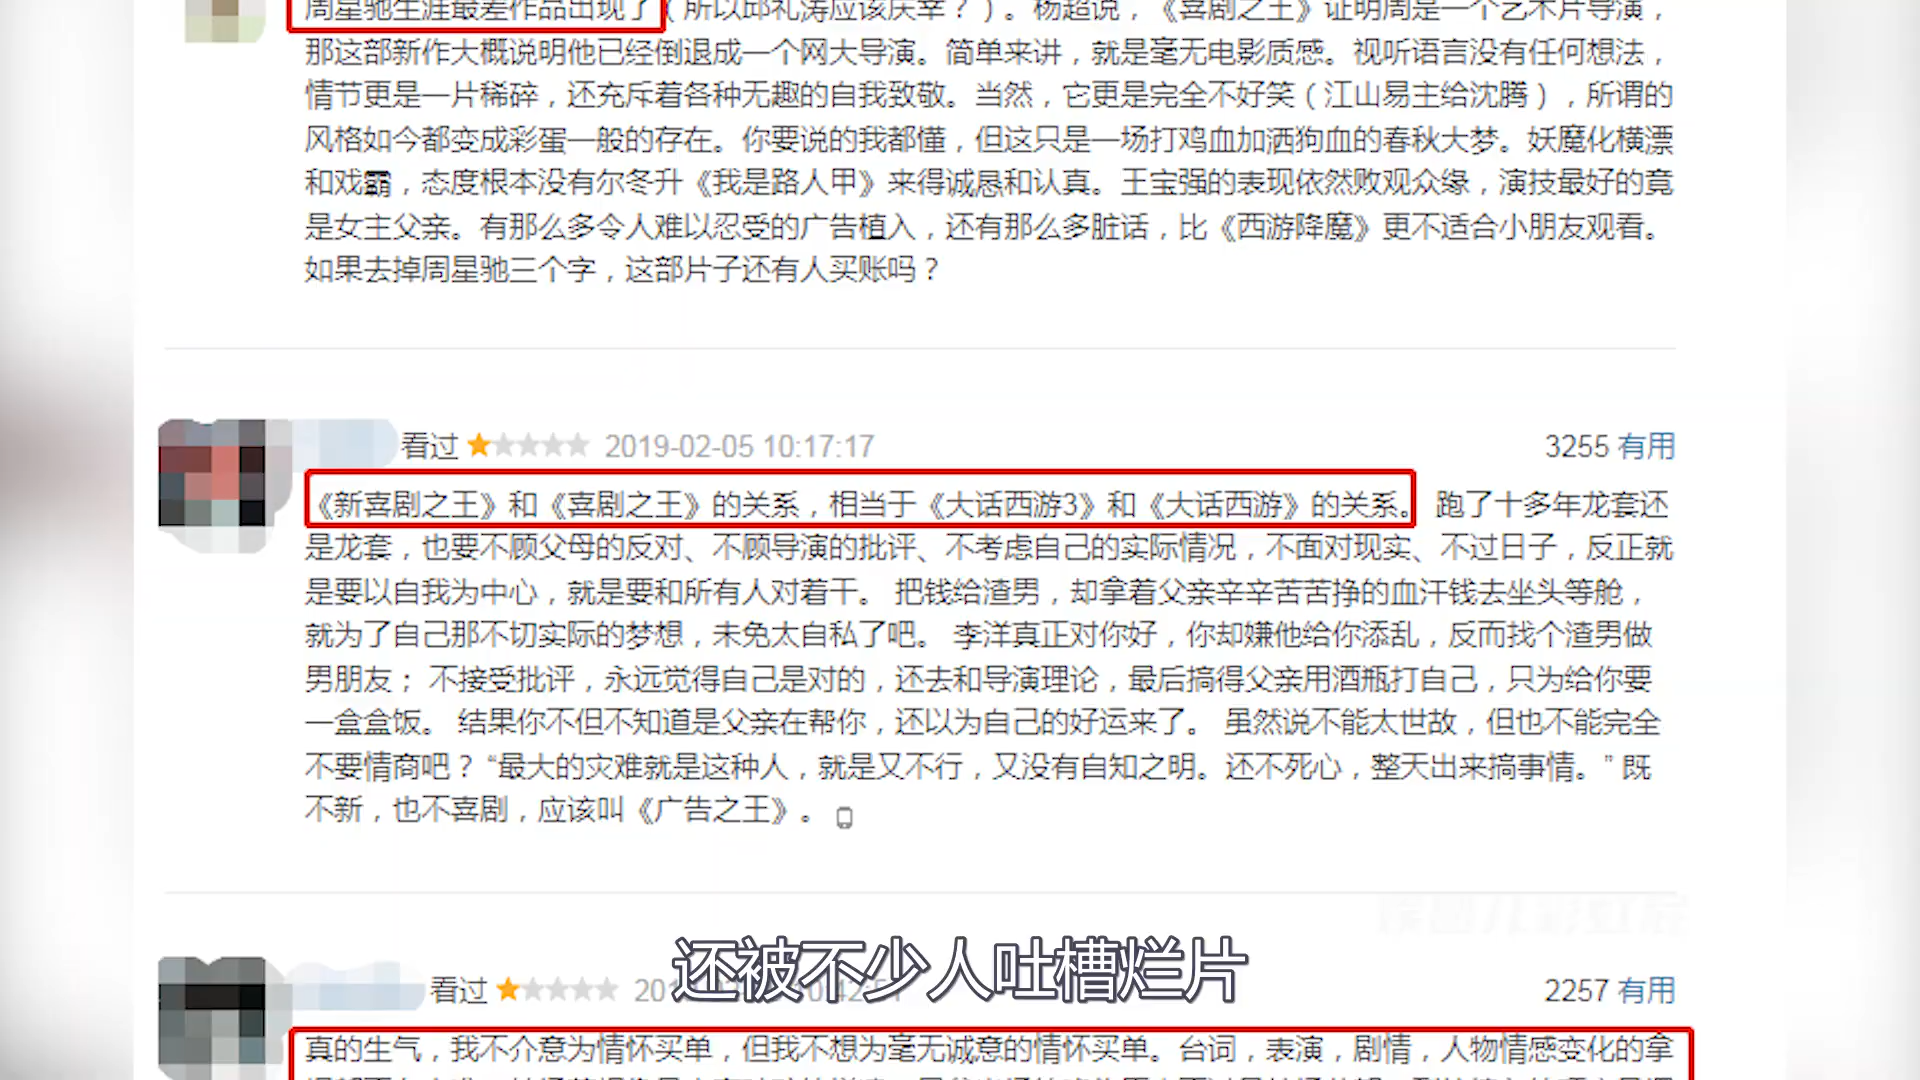 周星驰生涯最差作品出现了（所以邱礼涛应该庆幸？）。杨超说，《喜剧之王》证明周是一个艺术片导演，
那这部新作大概说明他已经倒退成一个网大导演。简单来讲，就是毫无电影质感。视听语言没有任何想法，
情节更是一片稀碎，还充斥着各种无趣的自我致敬。当然，它更是完全不好笑（江山易主给沈腾），所谓的
风格如今都变成彩蛋一般的存在。你要说的我都懂，但这只是一场打鸡血加洒狗血的春秋大梦。妖魔化横漂
和戏霸，态度根本没有尔冬升《我是路人甲》来得诚恳和认真。王宝强的表现依然败观众缘，演技最好的竟
是女主父亲。有那么多令人难以忍受的广告植入，还有那么多脏话，比《西游降魔》更不适合小朋友观看。
如果去掉周星驰三个字，这部片子还有人买账吗？
看过 2019-02-05 10:17:17 3255 有用
《新喜剧之王》和《喜剧之王》的关系，相当于《大话西游3》和《大话西游》的关系。 跑了十多年龙套还
是龙套，也要不顾父母的反对、不顾导演的批评、不考虑自己的实际情况，不面对现实、不过日子，反正就
是要以自我为中心，就是要和所有人对着干。 把钱给渣男，却拿着父亲辛辛苦苦挣的血汗钱去坐头等舱，
就为了自己那不切实际的梦想，未免太自私了吧。 李洋真正对你好，你却嫌他给你添乱，反而找个渣男做
男朋友； 不接受批评，永远觉得自己是对的，还去和导演理论，最后搞得父亲用酒瓶打自己，只为给你要
一盒盒饭。 结果你不但不知道是父亲在帮你，还以为自己的好运来了。 虽然说不能太世故，但也不能完全
不要情商吧？“最大的灾难就是这种人，就是又不行，又没有自知之明。还不死心，整天出来搞事情。” 既
不新，也不喜剧，应该叫《广告之王》。
还被不少人吐槽烂片
看过 2257 有用
真的生气，我不介意为情怀买单，但我不想为毫无诚意的情怀买单。台词，表演，剧情，人物情感变化的拿